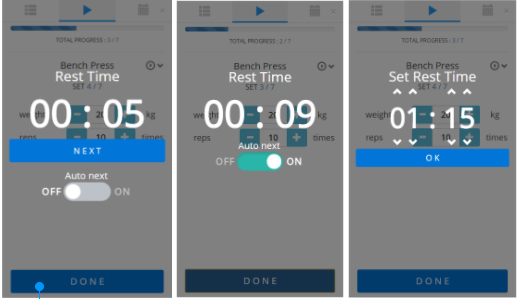 TOTAL PROGRESS : 3 / 7
Bench Press
Rest Time
SET 4 / 7
00 : 05
kg
NEXT
reps 10 times
Auto next
OFF ON
DONE
TOTAL PROGRESS : 2 / 7
Bench Press
Rest Time
SET 3 / 7
00 : 09
kg
reps 10 times
Auto next
OFF ON
DONE
TOTAL PROGRESS : 3 / 7
Bench Press
Set Rest Time
SET 4 / 7
01 : 15
kg
reps 10 times
OK
DONE